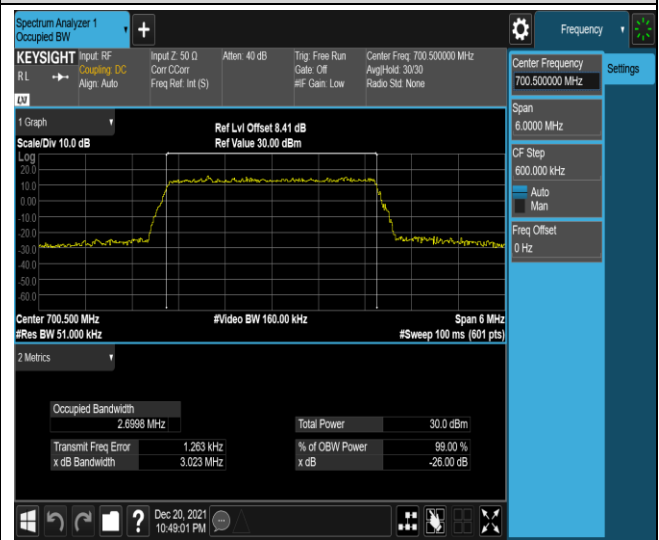 Spectrum Analyzer 1
Occupied BW
+
Frequency
KEYSIGHT Input: RF Input Z: 50 Ω Atten: 40 dB Trig: Free Run Center Freq: 700.500000 MHz
RL Coupling: DC Corr CCorr Gate: Off Avg|Hold: 30/30
Align: Auto Freq Ref: Int (S) #IF Gain: Low Radio Std: None
LXI
Center Frequency
700.500000 MHz
Settings
Span
6.0000 MHz
CF Step
600.000 kHz
Auto
Man
Freq Offset
0 Hz
1 Graph
Ref Lvl Offset 8.41 dB
Scale/Div 10.0 dB Ref Value 30.00 dBm
Log
20.0
10.0
0.00
-10.0
-20.0
-30.0
-40.0
-50.0
-60.0
Center 700.500 MHz #Video BW 160.00 kHz Span 6 MHz
#Res BW 51.000 kHz #Sweep 100 ms (601 pts)
2 Metrics
Occupied Bandwidth
2.6998 MHz Total Power 30.0 dBm
Transmit Freq Error 1.263 kHz % of OBW Power 99.00 %
x dB Bandwidth 3.023 MHz x dB -26.00 dB
? Dec 20, 2021
10:49:01 PM